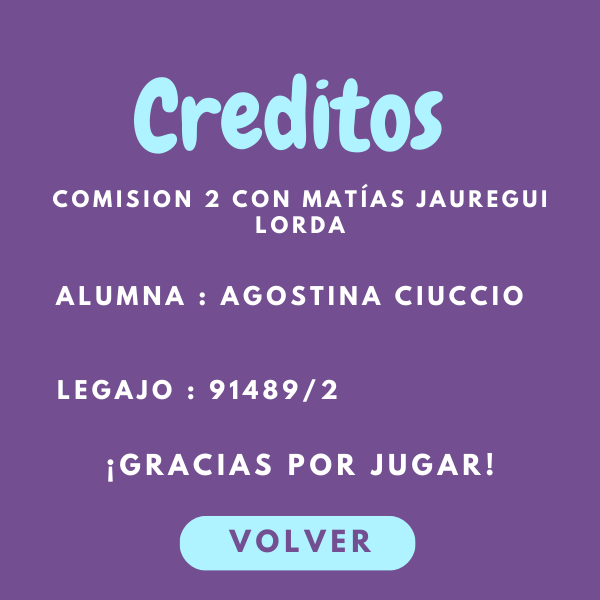 Creditos
COMISION 2 CON MATÍAS JAUREGUI
LORDA
ALUMNA : AGOSTINA CIUCCIO
LEGAJO : 91489/2
¡GRACIAS POR JUGAR!
VOLVER